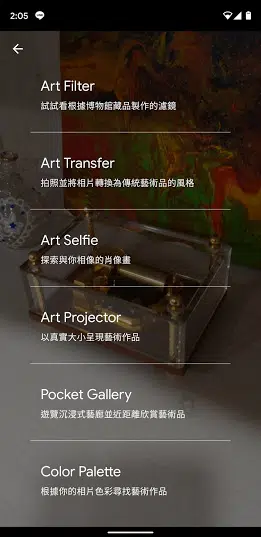 2:05
Art Filter
試試看根據博物館藏品製作的濾鏡
Art Transfer
拍照並將相片轉換為傳統藝術品的風格
Art Selfie
探索與你相像的肖像畫
Art Projector
以真實大小呈現藝術作品
Pocket Gallery
遊覽沉浸式藝廊並近距離欣賞藝術品
Color Palette
根據你的相片色彩尋找藝術作品